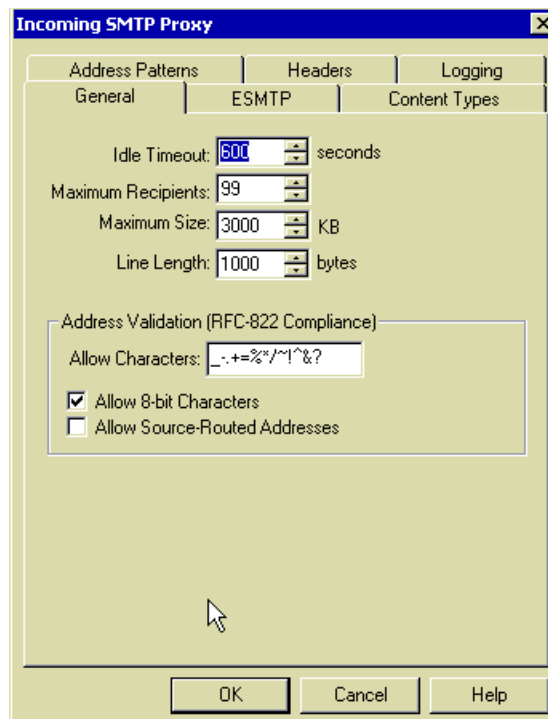 Incoming SMTP Proxy
Address Patterns Headers Logging
General ESMTP Content Types
Idle Timeout: 600 seconds
Maximum Recipients: 99
Maximum Size: 3000 KB
Line Length: 1000 bytes
Address Validation (RFC-822 Compliance)
Allow Characters: _-.+=%*/~!^&?
Allow 8-bit Characters
Allow Source-Routed Addresses
OK Cancel Help